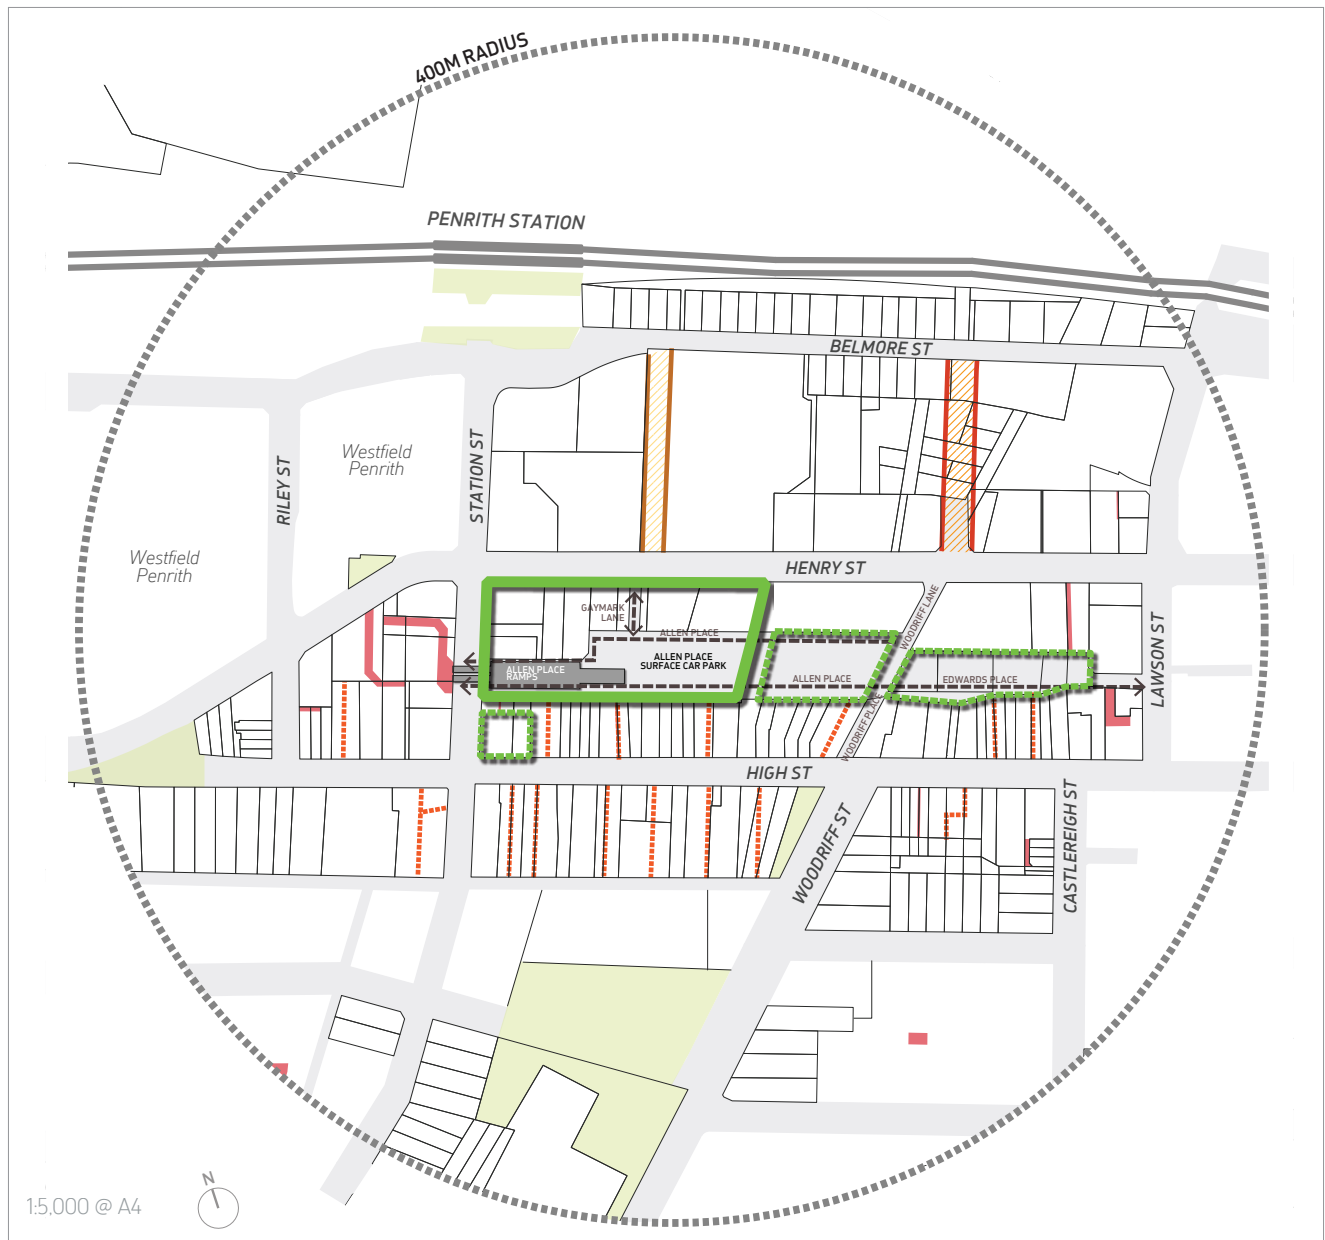 400M RADIUS
PENRITH STATION
BELMORE ST
Westfield
Penrith
STATION ST
RILEY ST
Westfield
Penrith
HENRY ST
GAYMARK
LANE
ALLEN PLACE
WOODRIFF LANE
ALLEN PLACE
SURFACE CAR PARK
ALLEN PLACE
RAMPS
ALLEN PLACE
EDWARDS PLACE
LAWSON ST
WOODRIFF PLACE
HIGH ST
WOODRIFF ST
CASTLEREIGH ST
N
1:5,000 @ A4